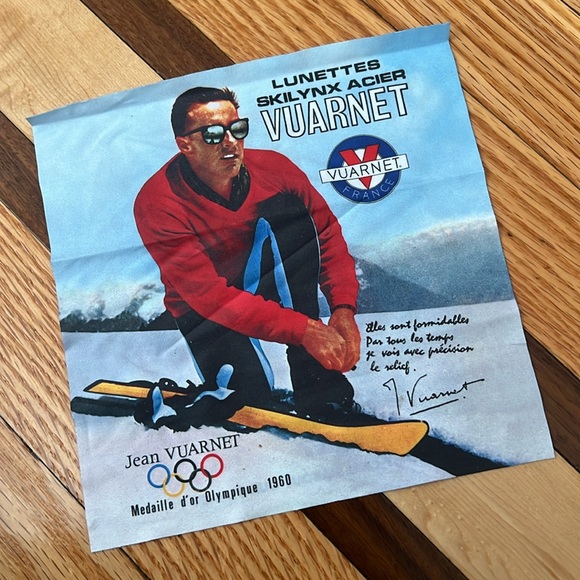 LUNETTES
SKILYNX ACIER
VUARNET
V
VUARNET®
FRANCE
Elles sont formidables
Par tous les temps
je vois avec précision
le relief.
J Vuarnet
Jean VUARNET
Medaille d'or Olympique 1960